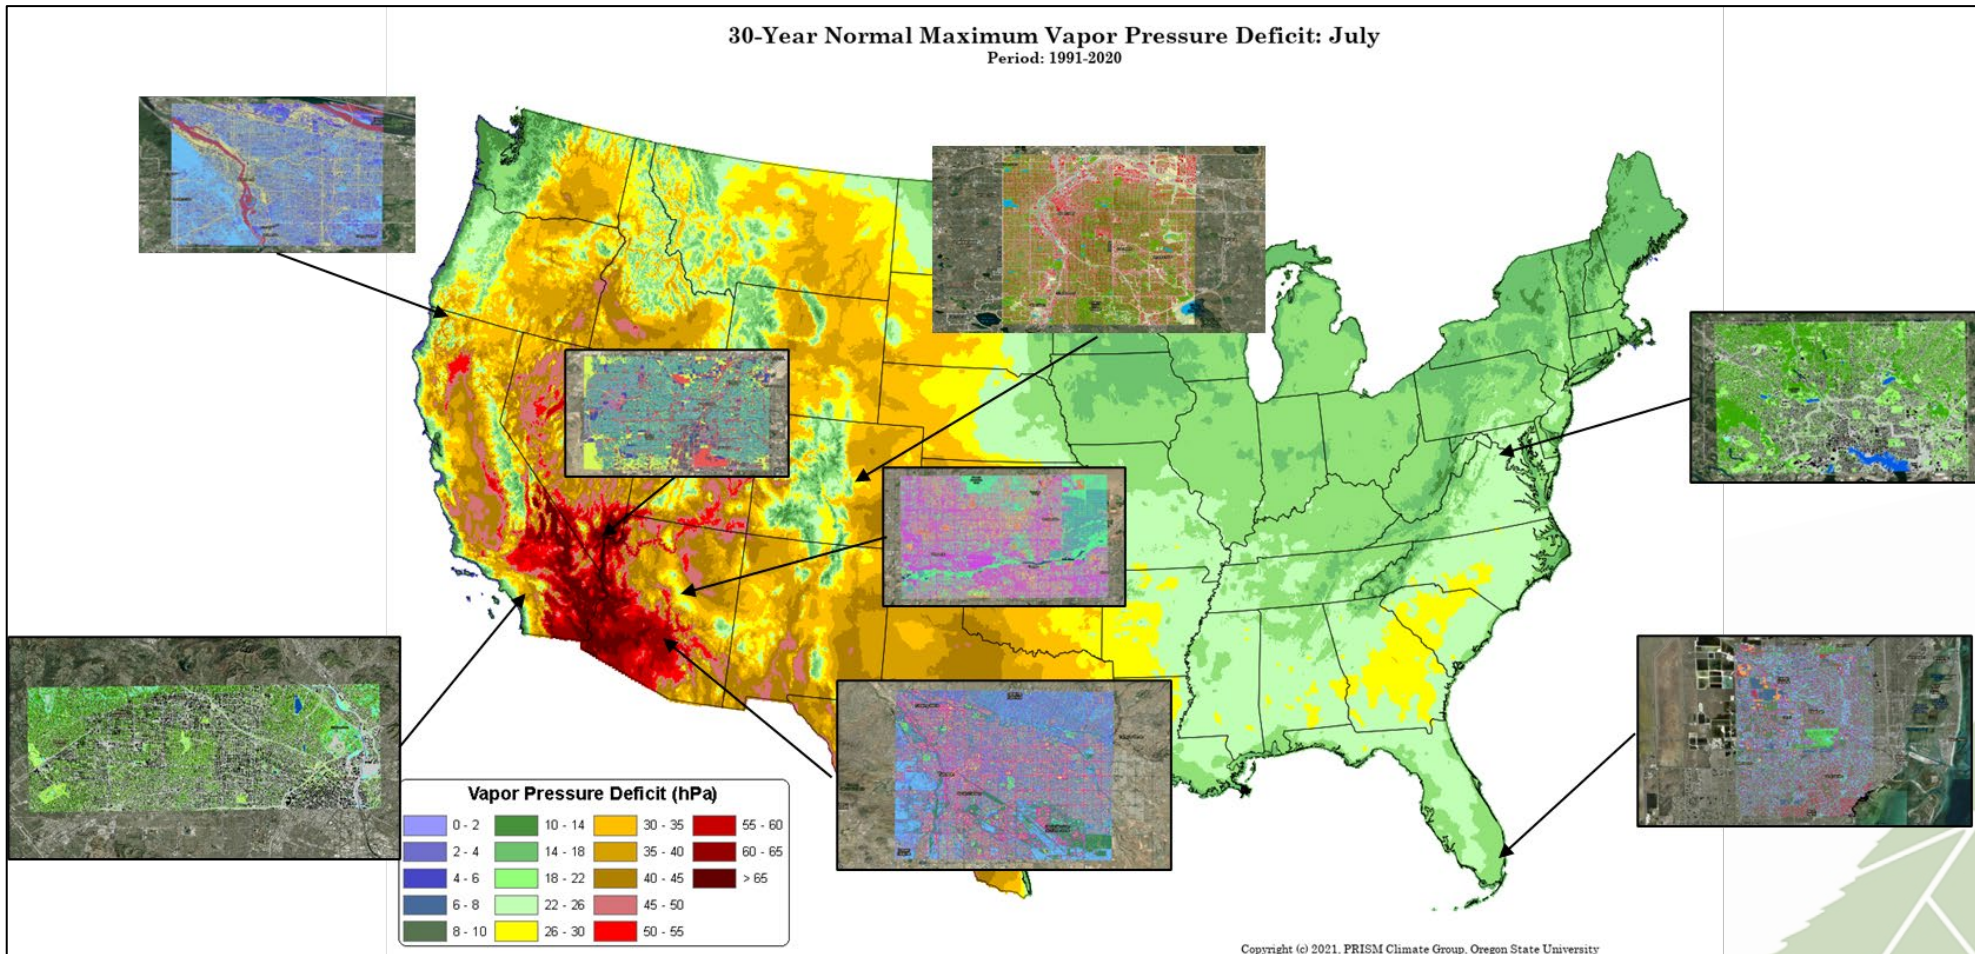 30-Year Normal Maximum Vapor Pressure Deficit: July
Period: 1991-2020
Vapor Pressure Deficit (hPa)
0 - 2
10 - 14
30 - 35
55 - 60
2 - 4
14 - 18
35 - 40
60 - 65
4 - 6
18 - 22
40 - 45
> 65
6 - 8
22 - 26
45 - 50
8 - 10
26 - 30
50 - 55
Copyright (c) 2021, PRISM Climate Group, Oregon State University